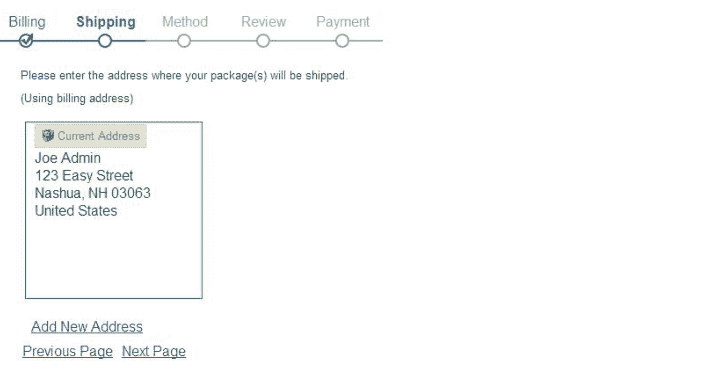 Billing Shipping Method Review Payment
Please enter the address where your package(s) will be shipped.
(Using billing address)
Current Address
Joe Admin
123 Easy Street
Nashua, NH 03063
United States
Add New Address
Previous Page Next Page